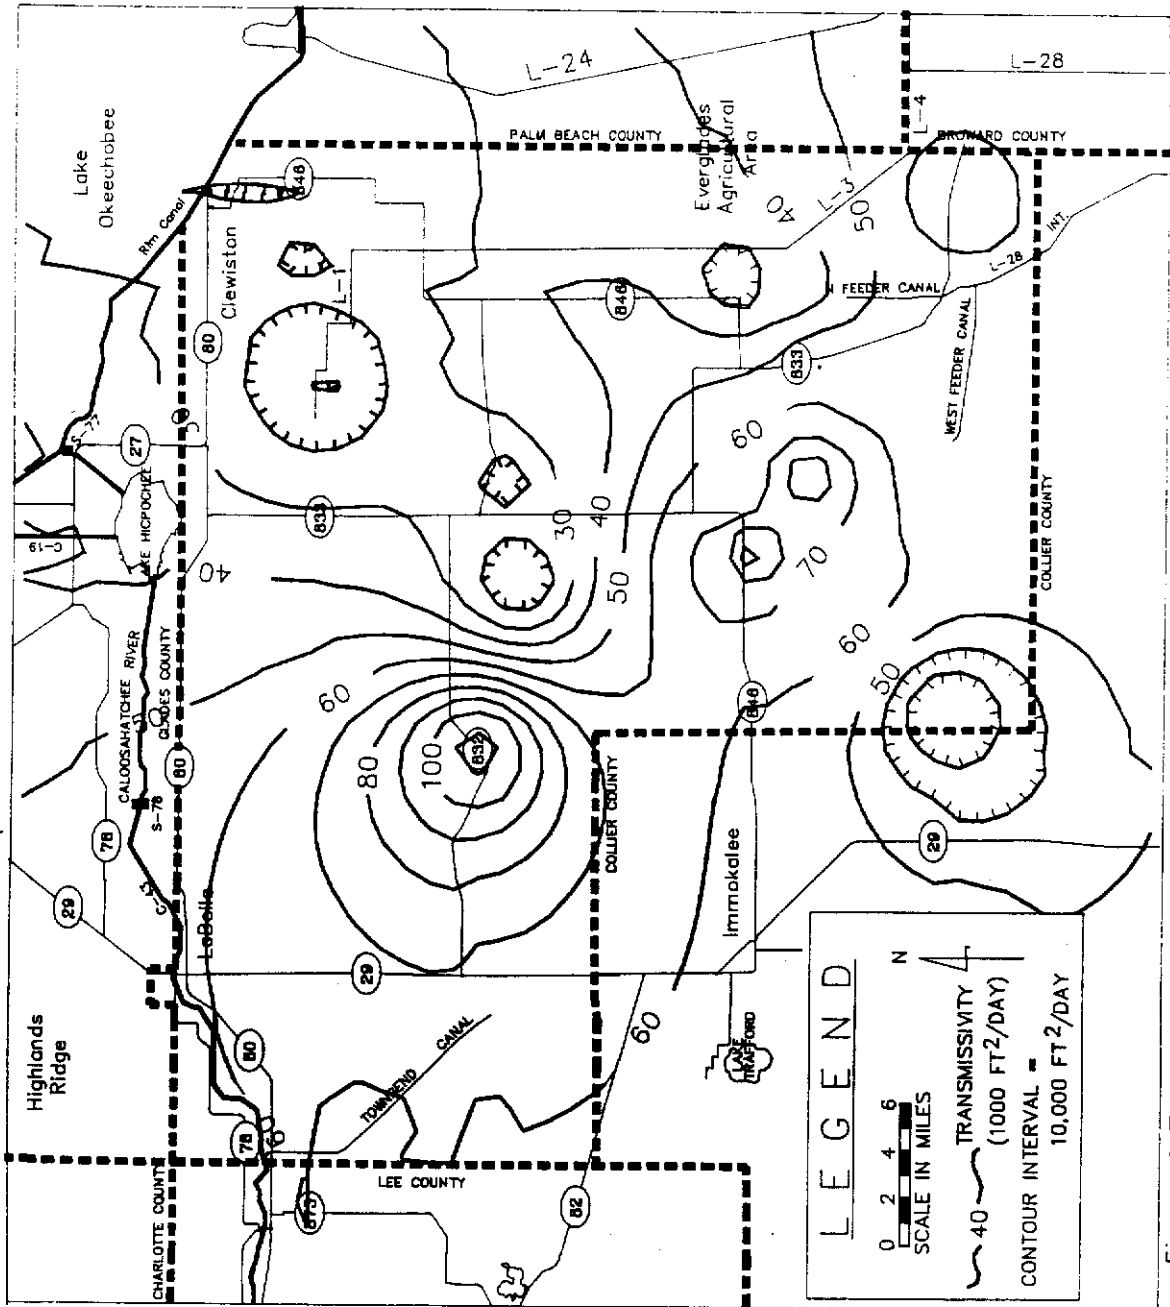 Lake
Okeechobee
Rim Canal
L-24
L-28
L-4
PALM BEACH COUNTY
BROWARD COUNTY
Everglades
Agricultural
Area
L-3
40
50
846
Clewiston
L-1
80
27
S-77
LAKE HICPOCHEE
C-19
833
40
30
40
50
846
N FEEDER CANAL
L-28 INT.
WEST FEEDER CANAL
833
60
70
60
50
COLLIER COUNTY
CALOOSAHATCHEE RIVER
GLADES COUNTY
S-78
80
78
29
C-43
LaBelle
60
80
100
832
COLLIER COUNTY
846
Immokalee
29
29
Highlands
Ridge
80
78
60
TOWNSEND CANAL
60
LAKE
TRAFFORD
CHARLOTTE COUNTY
LEE COUNTY
873
82
LEGEND
0 2 4 6
SCALE IN MILES
N
40 TRANSMISSIVITY
(1000 FT²/DAY)
CONTOUR INTERVAL =
10,000 FT²/DAY